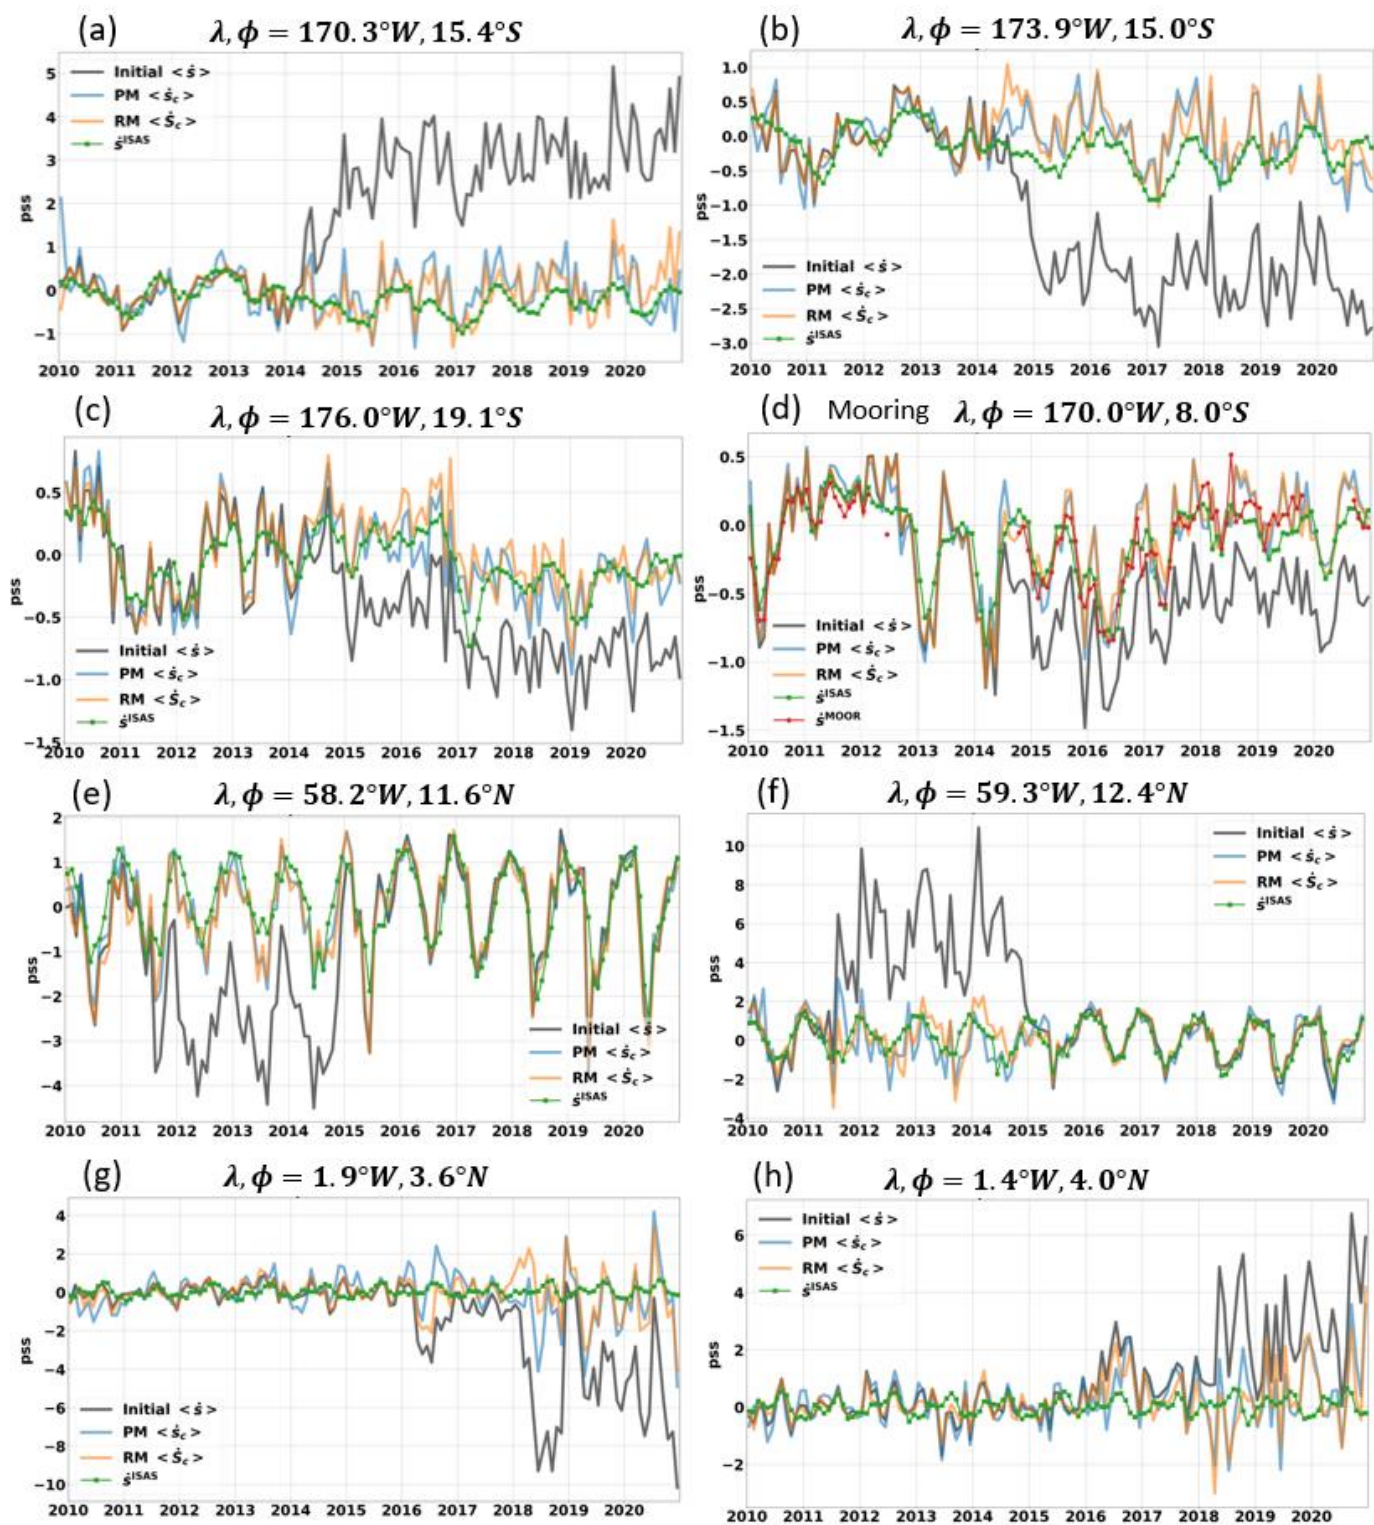 (a) λ, ϕ = 170.3°W, 15.4°S
Initial < ṡ >
PM < ṡc >
RM < Ṡc >
ṡISAS
pss
5
4
3
2
1
0
−1
2010 2011 2012 2013 2014 2015 2016 2017 2018 2019 2020
(b) λ, ϕ = 173.9°W, 15.0°S
1.0
0.5
0.0
−0.5
−1.0
−1.5
−2.0
−2.5
−3.0
pss
Initial < ṡ >
PM < ṡc >
RM < Ṡc >
ṡISAS
2010 2011 2012 2013 2014 2015 2016 2017 2018 2019 2020
(c) λ, ϕ = 176.0°W, 19.1°S
0.5
0.0
−0.5
−1.0
−1.5
pss
Initial < ṡ >
PM < ṡc >
RM < Ṡc >
ṡISAS
2010 2011 2012 2013 2014 2015 2016 2017 2018 2019 2020
(d) Mooring λ, ϕ = 170.0°W, 8.0°S
0.5
0.0
−0.5
−1.0
−1.5
pss
Initial < ṡ >
PM < ṡc >
RM < Ṡc >
ṡISAS
ṡMOOR
2010 2011 2012 2013 2014 2015 2016 2017 2018 2019 2020
(e) λ, ϕ = 58.2°W, 11.6°N
2
1
0
−1
−2
−3
−4
pss
Initial < ṡ >
PM < ṡc >
RM < Ṡc >
ṡISAS
2010 2011 2012 2013 2014 2015 2016 2017 2018 2019 2020
(f) λ, ϕ = 59.3°W, 12.4°N
10
8
6
4
2
0
−2
−4
pss
Initial < ṡ >
PM < ṡc >
RM < Ṡc >
ṡISAS
2010 2011 2012 2013 2014 2015 2016 2017 2018 2019 2020
(g) λ, ϕ = 1.9°W, 3.6°N
4
2
0
−2
−4
−6
−8
−10
pss
Initial < ṡ >
PM < ṡc >
RM < Ṡc >
ṡISAS
2010 2011 2012 2013 2014 2015 2016 2017 2018 2019 2020
(h) λ, ϕ = 1.4°W, 4.0°N
6
4
2
0
−2
pss
Initial < ṡ >
PM < ṡc >
RM < Ṡc >
ṡISAS
2010 2011 2012 2013 2014 2015 2016 2017 2018 2019 2020